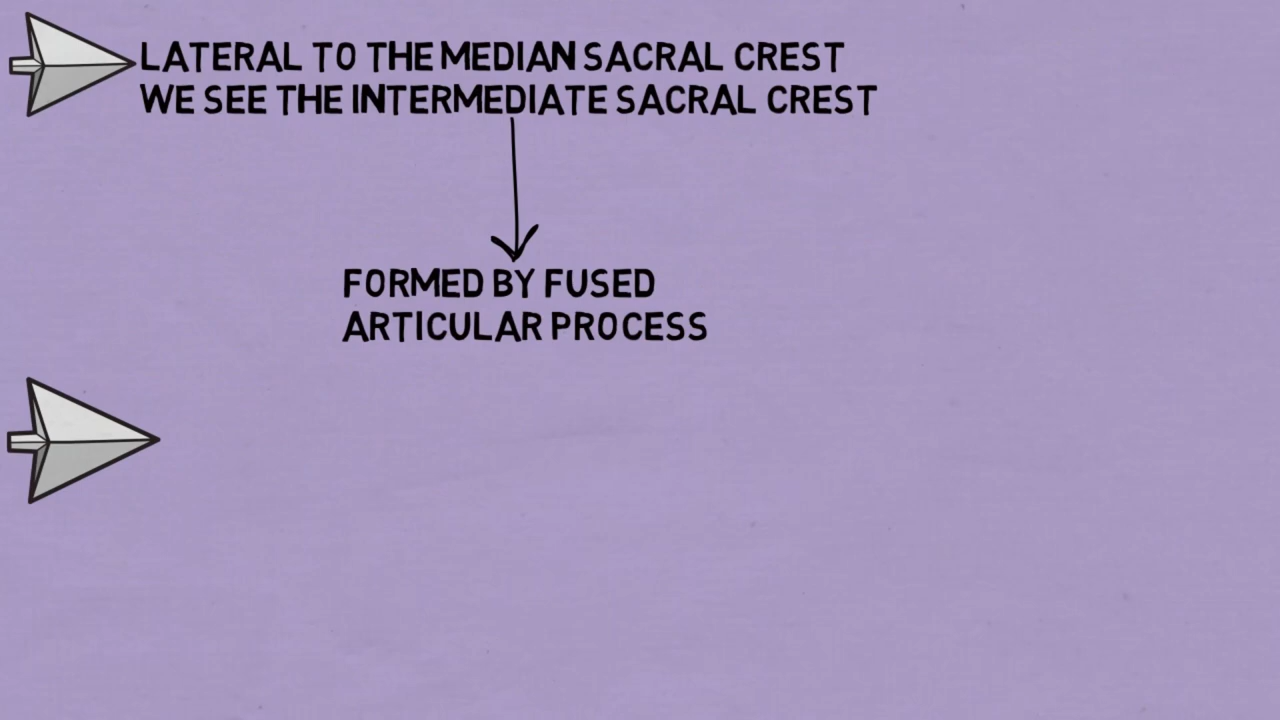 LATERAL TO THE MEDIAN SACRAL CREST
WE SEE THE INTERMEDIATE SACRAL CREST
FORMED BY FUSED
ARTICULAR PROCESS